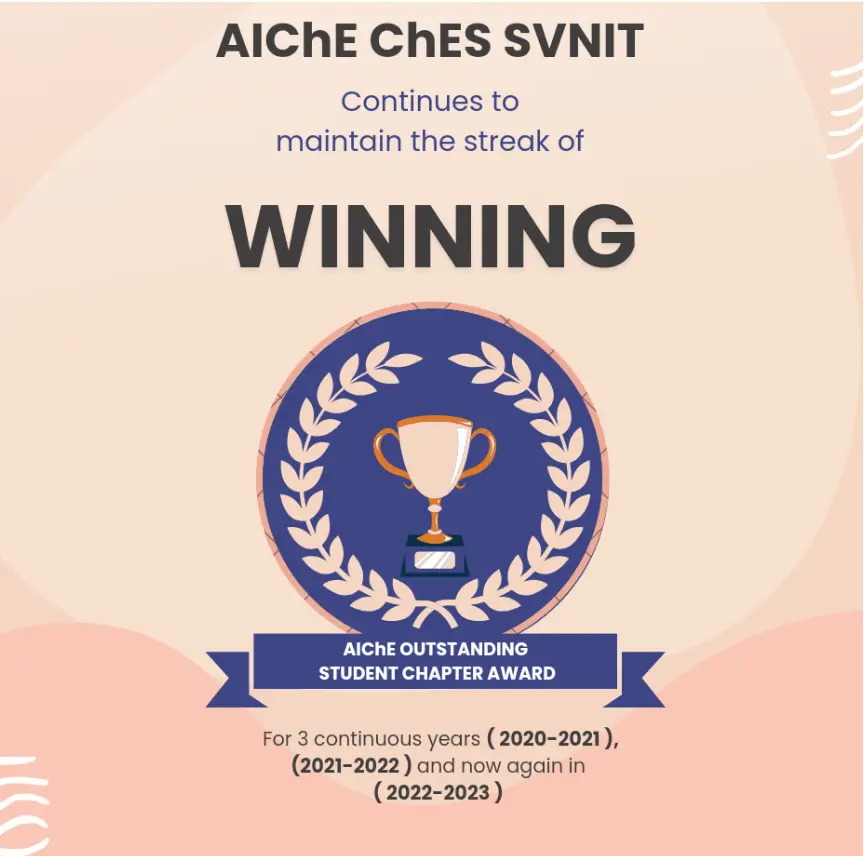 AIChE ChES SVNIT
Continues to
maintain the streak of
WINNING
AIChE OUTSTANDING
STUDENT CHAPTER AWARD
For 3 continuous years ( 2020-2021 ),
(2021-2022 ) and now again in
( 2022-2023 )